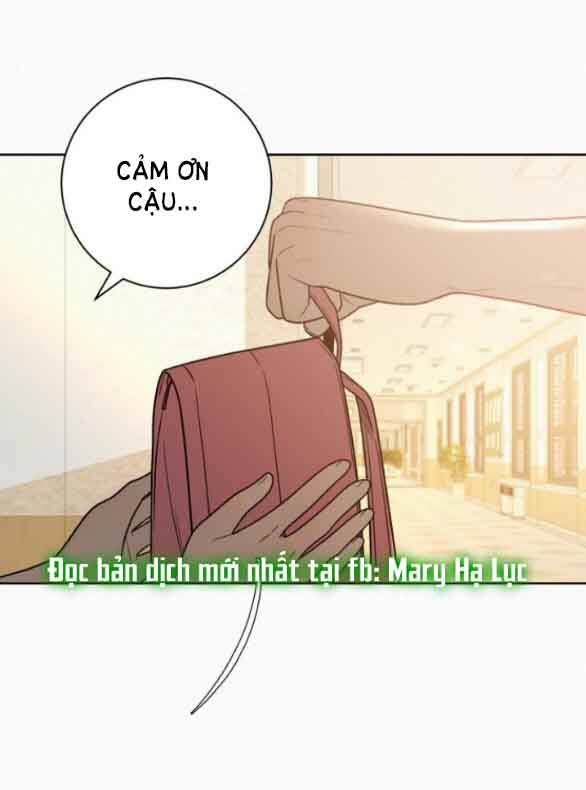 CẢM ƠN
CẬU...
Đọc bản dịch mới nhất tại fb: Mary Hạ Lục